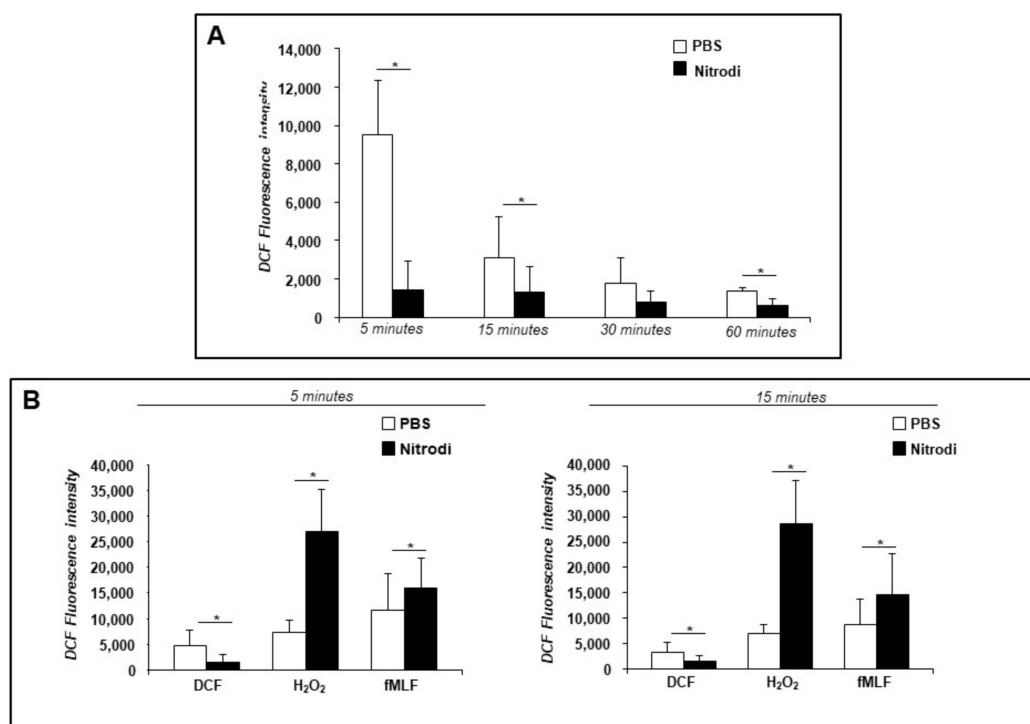 A
14,000
12,000
10,000
8,000
6,000
4,000
2,000
0
DCF Fluorescence intensity
PBS
Nitrodi
*
*
*
5 minutes 15 minutes 30 minutes 60 minutes
B
5 minutes
PBS
Nitrodi
40,000
35,000
30,000
25,000
20,000
15,000
10,000
5,000
0
DCF Fluorescence intensity
*
*
*
DCF H₂O₂ fMLF
15 minutes
PBS
Nitrodi
40,000
35,000
30,000
25,000
20,000
15,000
10,000
5,000
0
DCF Fluorescence intensity
*
*
*
DCF H₂O₂ fMLF